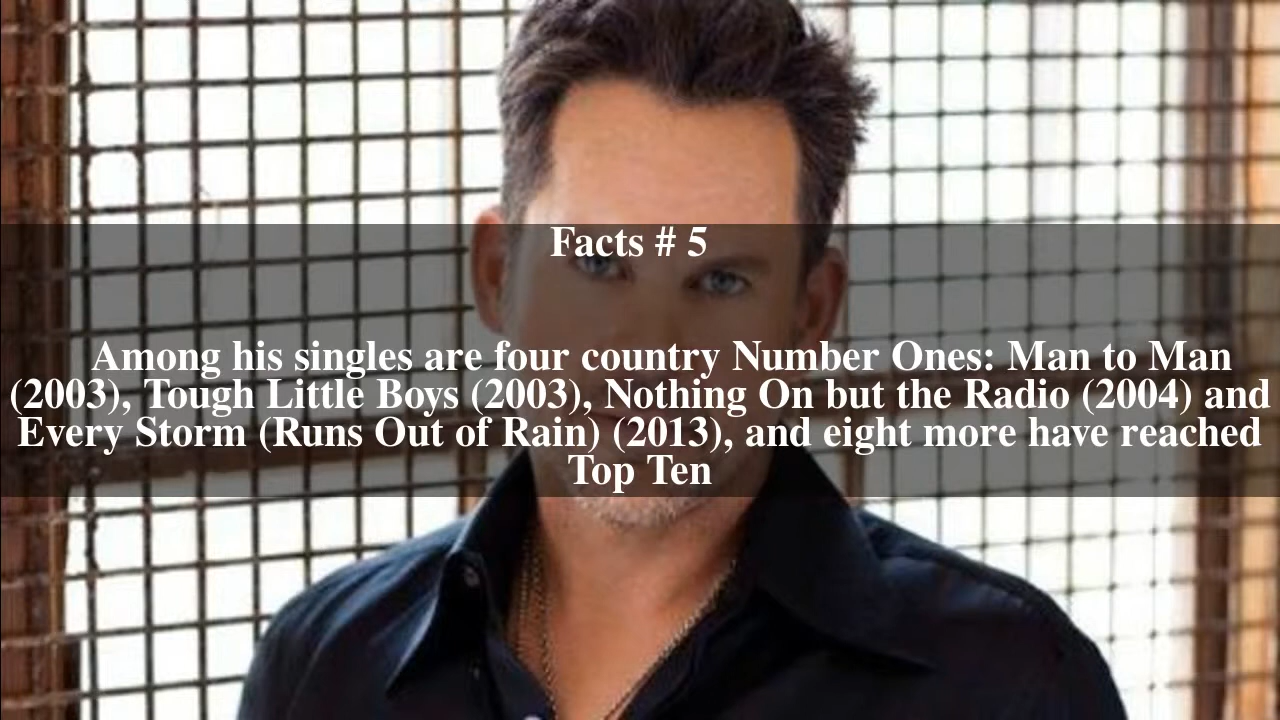 Facts # 5
Among his singles are four country Number Ones: Man to Man
(2003), Tough Little Boys (2003), Nothing On but the Radio (2004) and
Every Storm (Runs Out of Rain) (2013), and eight more have reached
Top Ten